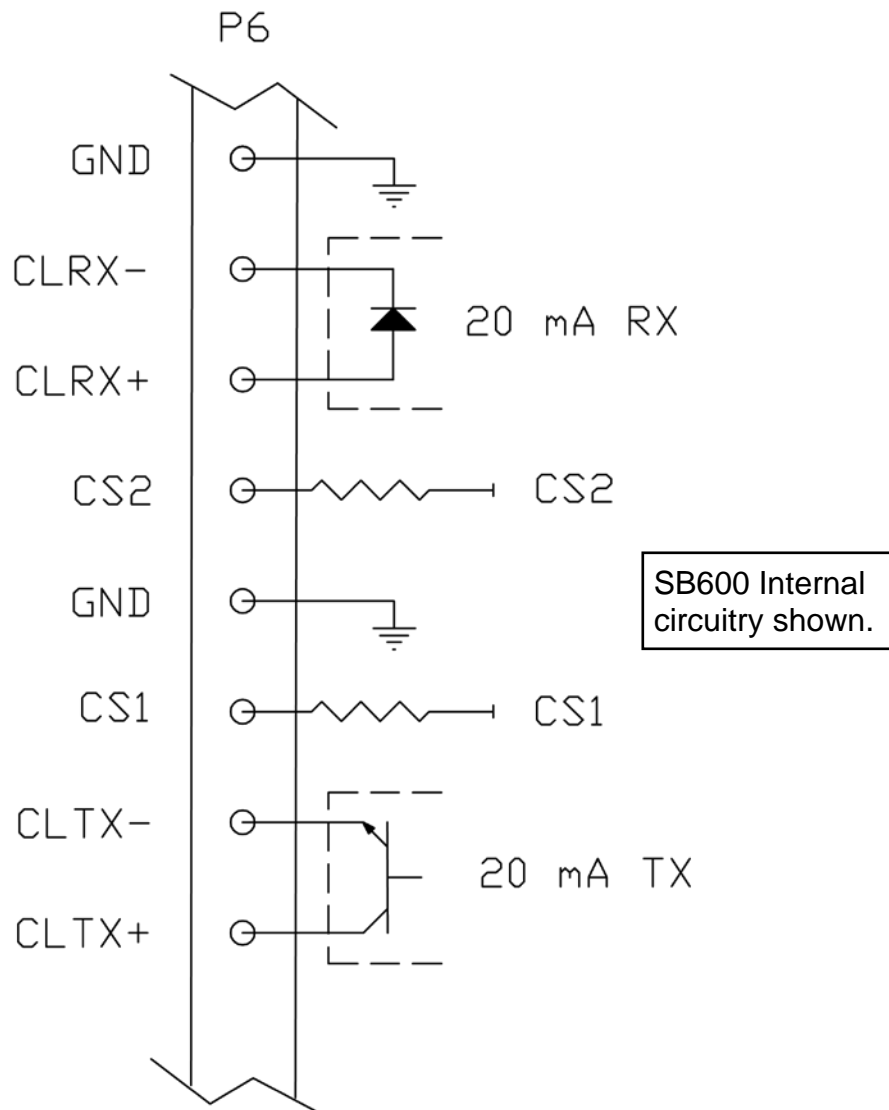 P6
GND
CLRX-
20 mA RX
CLRX+
CS2 CS2
SB600 Internal
circuitry shown.
GND
CS1 CS1
CLTX-
20 mA TX
CLTX+